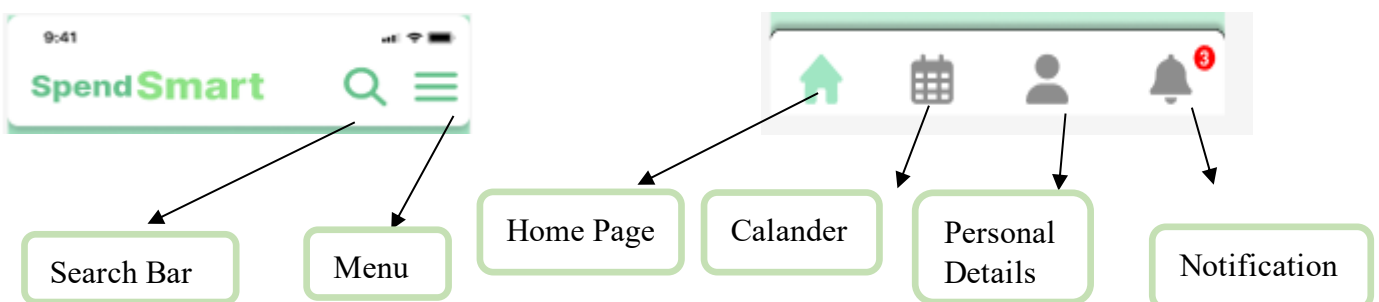 9:41
SpendSmart
3
Home Page
Calander
Personal
Details
Search Bar
Menu
Notification